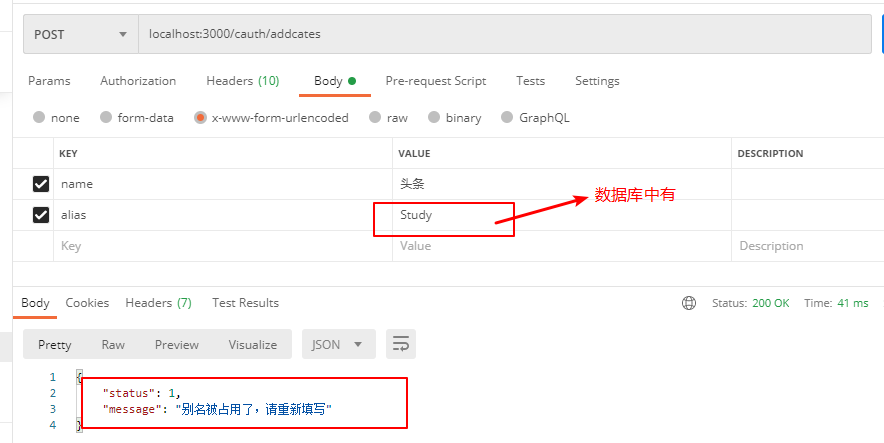 POST localhost:3000/cauth/addcates
Params Authorization Headers (10) Body Pre-request Script Tests Settings
none form-data x-www-form-urlencoded raw binary GraphQL
KEY VALUE DESCRIPTION
name 头条
数据库中有
alias Study
Key Value Description
Body Cookies Headers (7) Test Results Status: 200 OK Time: 41 ms
Pretty Raw Preview Visualize JSON
1 {
2 "status": 1,
3 "message": "别名被占用了，请重新填写"
4 }